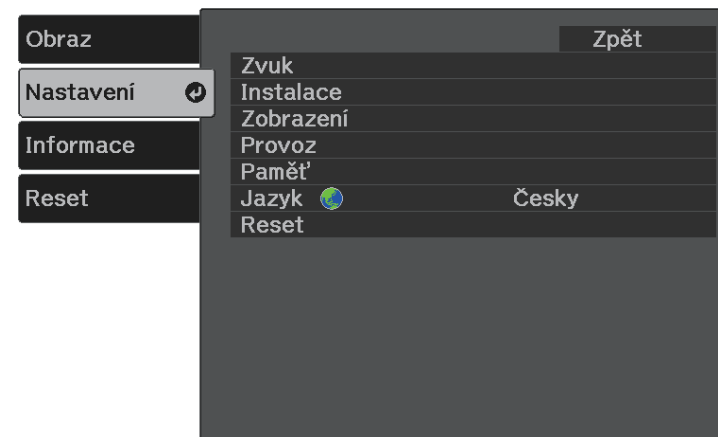 Obraz
Nastavení
Informace
Reset
Zpět
Zvuk
Instalace
Zobrazení
Provoz
Paměť
Jazyk Česky
Reset